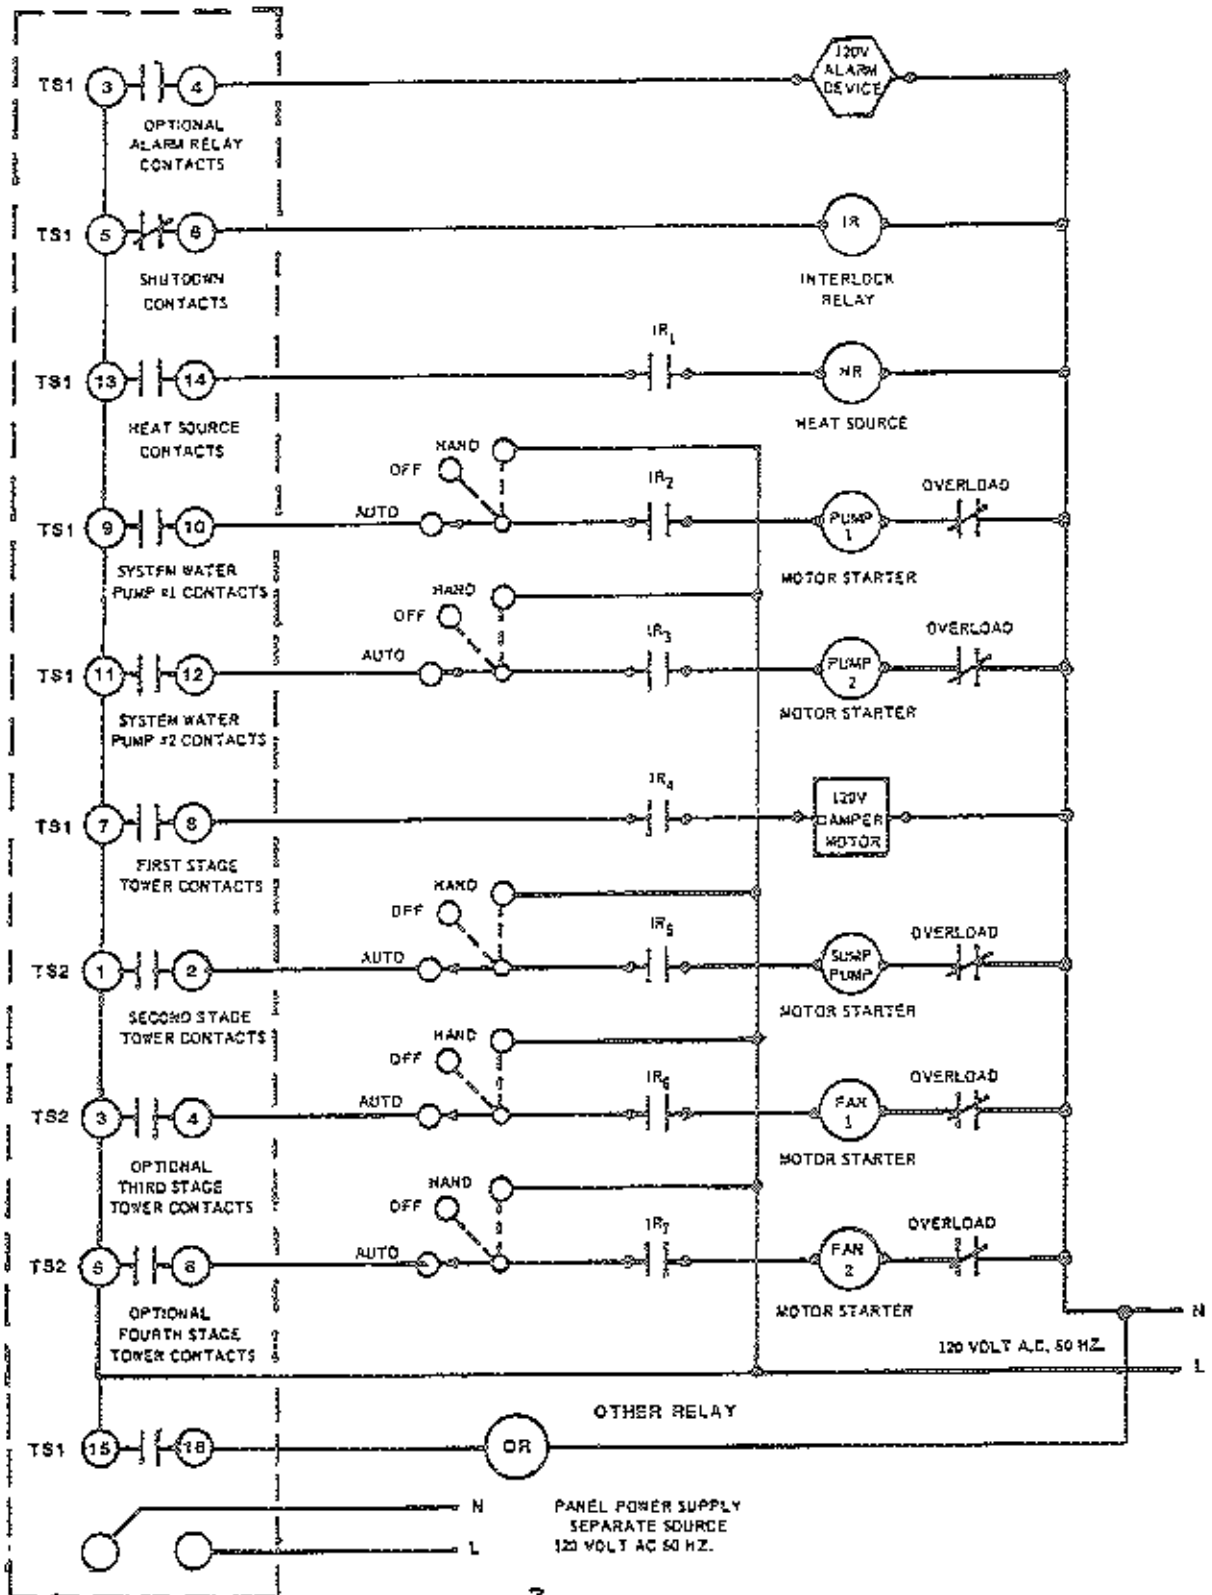 TS1 3 4 120V
ALARM
DEVICE
OPTIONAL
ALARM RELAY
CONTACTS
TS1 5 6 IR
SHUTDOWN
CONTACTS
INTERLOCK
RELAY
IR1
TS1 13 14 HR
HEAT SOURCE
CONTACTS
HEAT SOURCE
HAND
OFF
AUTO
IR2
OVERLOAD
TS1 9 10 PUMP
1
SYSTEM WATER
PUMP #1 CONTACTS
MOTOR STARTER
HAND
OFF
AUTO
IR3
OVERLOAD
TS1 11 12 PUMP
2
SYSTEM WATER
PUMP #2 CONTACTS
MOTOR STARTER
IR4
TS1 7 8 120V
DAMPER
MOTOR
FIRST STAGE
TOWER CONTACTS
HAND
OFF
AUTO
IR5
OVERLOAD
TS2 1 2 SUMP
PUMP
SECOND STAGE
TOWER CONTACTS
MOTOR STARTER
HAND
OFF
AUTO
IR6
OVERLOAD
TS2 3 4 FAN
1
OPTIONAL
THIRD STAGE
TOWER CONTACTS
MOTOR STARTER
HAND
OFF
AUTO
IR7
OVERLOAD
TS2 5 6 FAN
2
OPTIONAL
FOURTH STAGE
TOWER CONTACTS
MOTOR STARTER
N
120 VOLT A.C. 60 HZ.
L
OTHER RELAY
TS1 15 16 OR
N
L
PANEL POWER SUPPLY
SEPARATE SOURCE
120 VOLT AC 60 HZ.